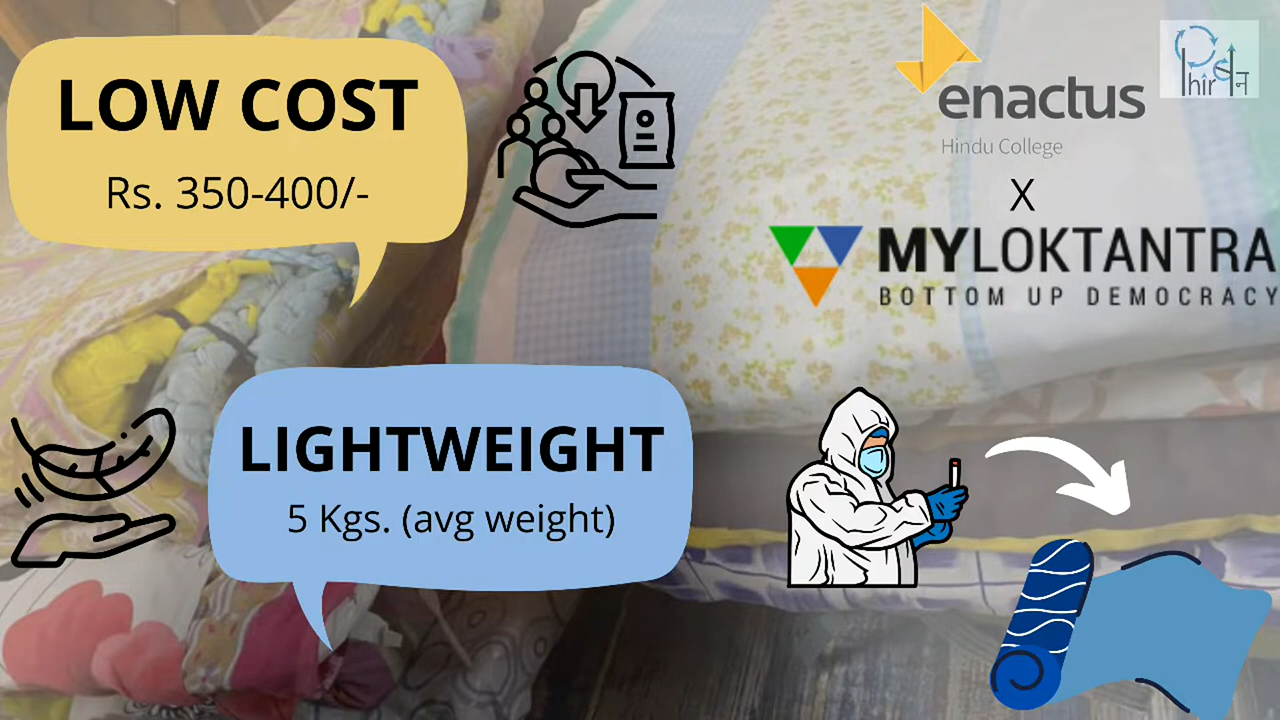 LOW COST
Rs. 350-400/-
enactus
Hindu College
X
MYLOKTANTRA
BOTTOM UP DEMOCRACY
LIGHTWEIGHT
5 Kgs. (avg weight)